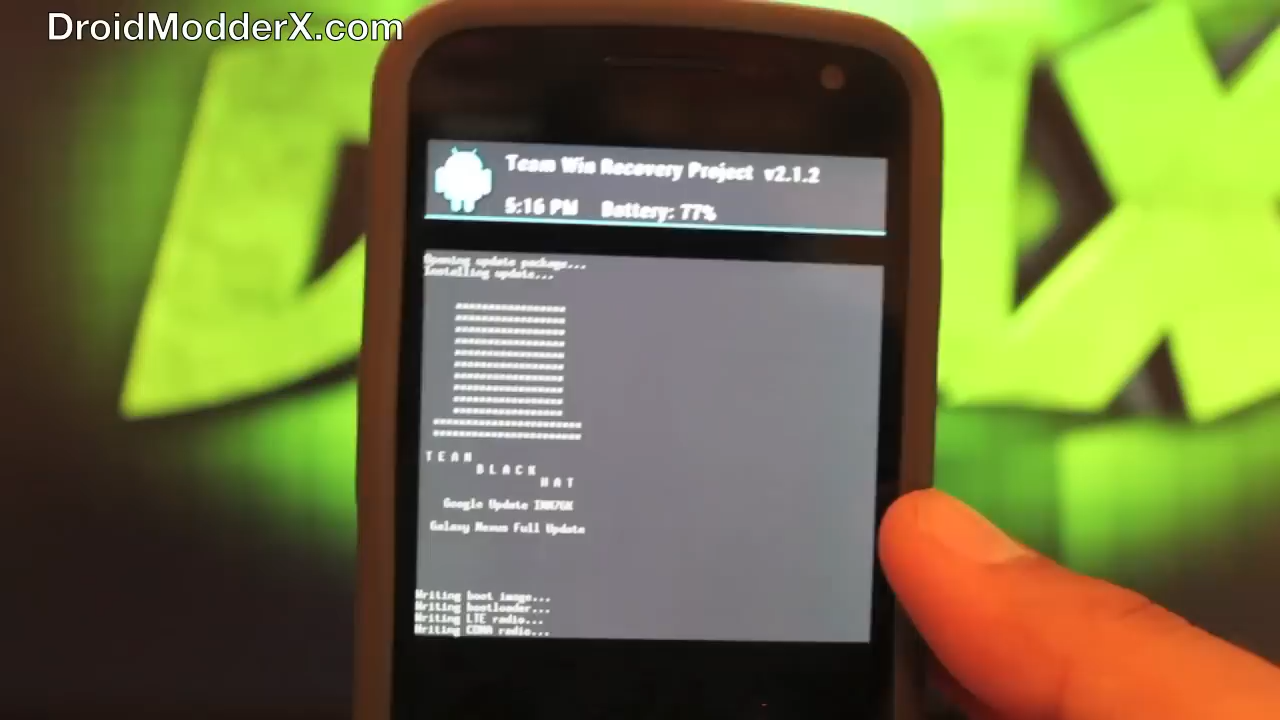 DroidModderX.com
Team Win Recovery Project v2.1.2
5:16 PM Battery: 77%
Opening update package...
Installing update...
#################
#################
#################
#################
#################
#################
#################
#################
#################
#################
#######################
#######################
TEAM
BLACK
HAT
Google Update IMM76K
Galaxy Nexus Full Update
Writing boot image...
Writing bootloader...
Writing LTE radio...
Writing CDMA radio...